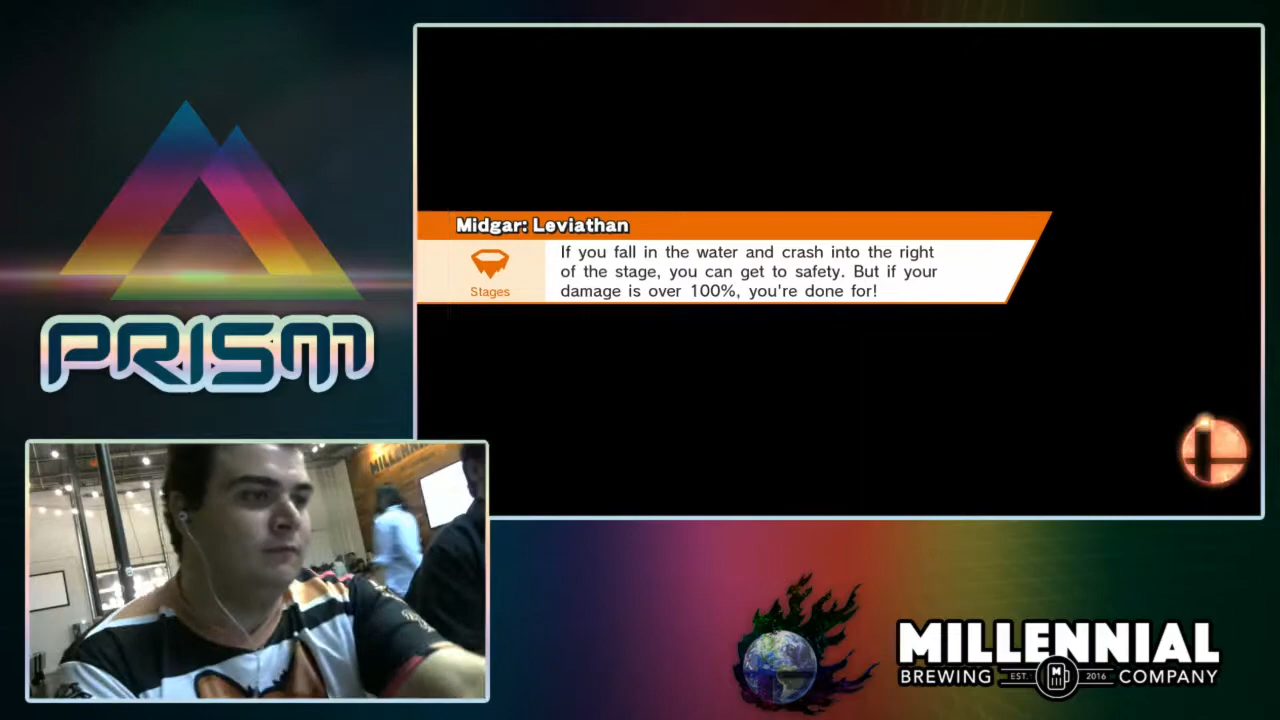 PRISM
Midgar: Leviathan
Stages
If you fall in the water and crash into the right
of the stage, you can get to safety. But if your
damage is over 100%, you're done for!
MILLENNIAL
MILLENNIAL
BREWING EST. 2016 COMPANY